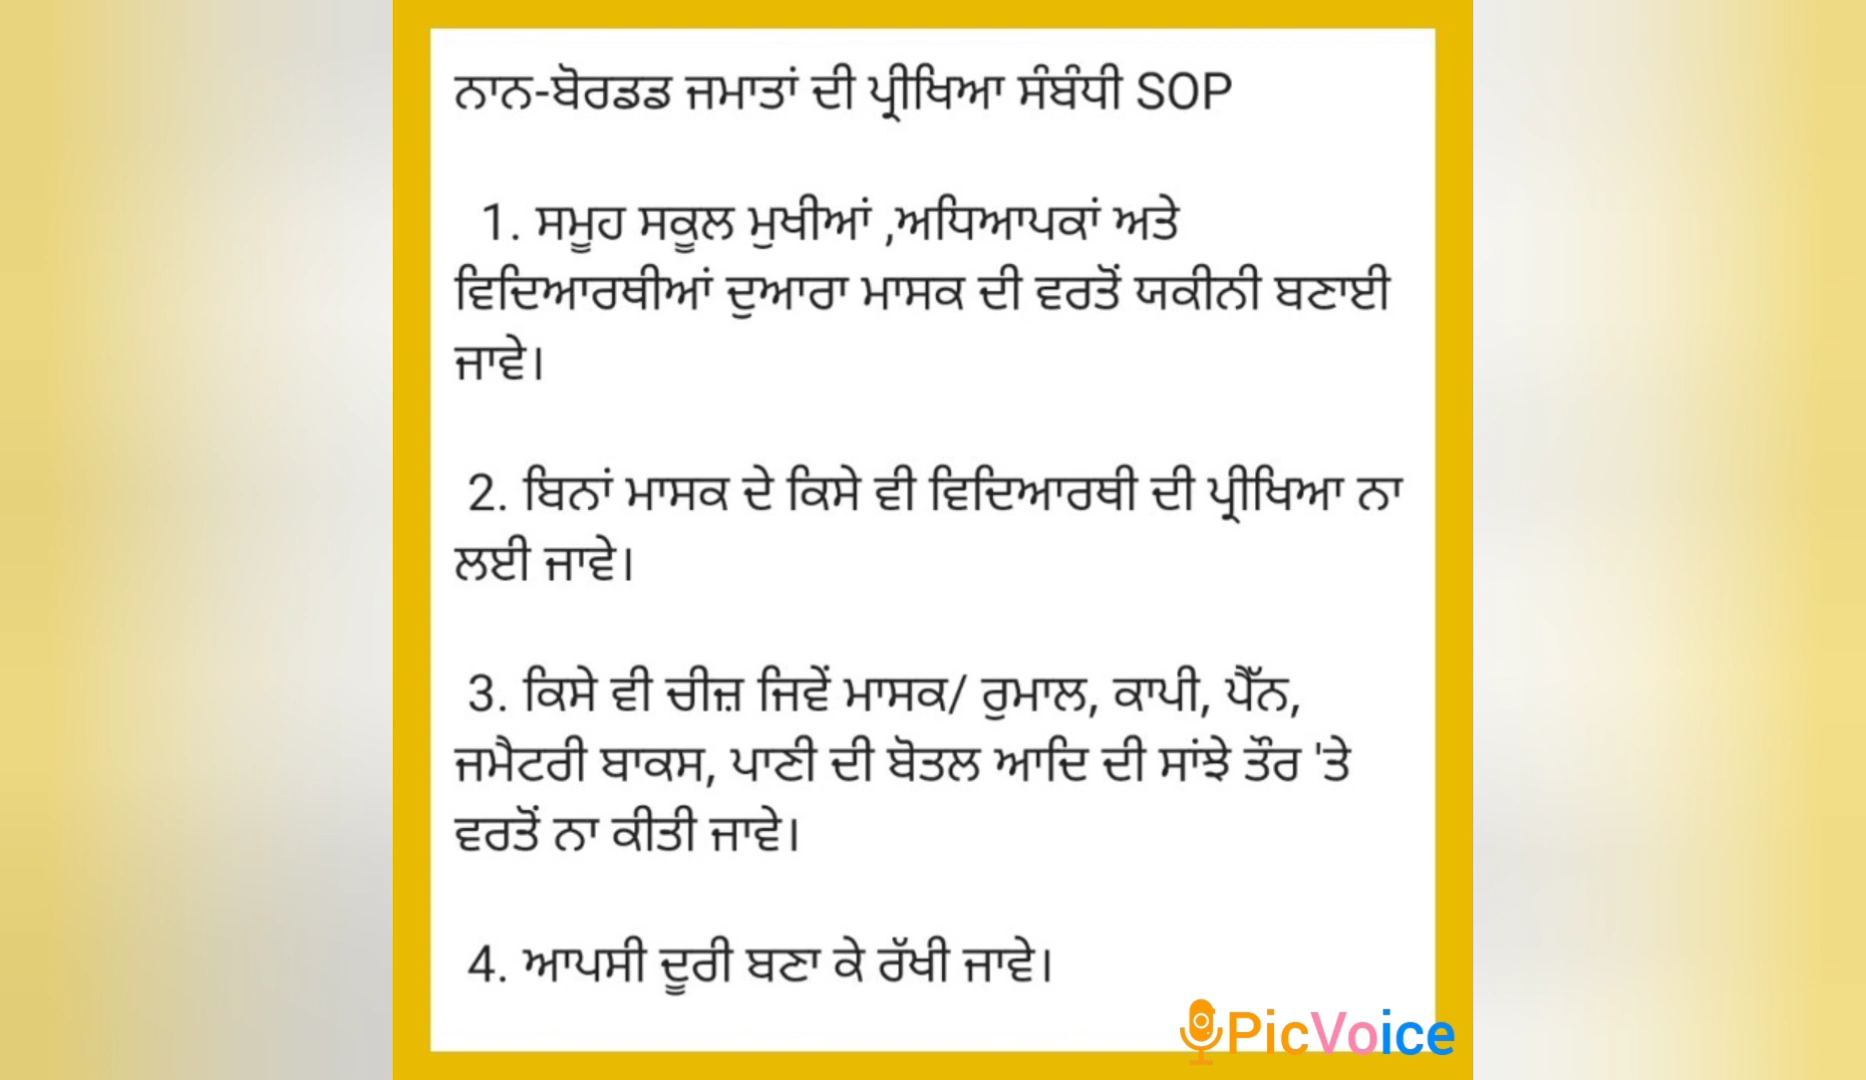 ਨਾਨ-ਬੋਰਡਡ ਜਮਾਤਾਂ ਦੀ ਪ੍ਰੀਖਿਆ ਸੰਬੰਧੀ SOP
1. ਸਮੂਹ ਸਕੂਲ ਮੁਖੀਆਂ ,ਅਧਿਆਪਕਾਂ ਅਤੇ
ਵਿਦਿਆਰਥੀਆਂ ਦੁਆਰਾ ਮਾਸਕ ਦੀ ਵਰਤੋਂ ਯਕੀਨੀ ਬਣਾਈ
ਜਾਵੇ।
2. ਬਿਨਾਂ ਮਾਸਕ ਦੇ ਕਿਸੇ ਵੀ ਵਿਦਿਆਰਥੀ ਦੀ ਪ੍ਰੀਖਿਆ ਨਾ
ਲਈ ਜਾਵੇ।
3. ਕਿਸੇ ਵੀ ਚੀਜ਼ ਜਿਵੇਂ ਮਾਸਕ/ ਰੁਮਾਲ, ਕਾਪੀ, ਪੈੱਨ,
ਜਮੈਟਰੀ ਬਾਕਸ, ਪਾਣੀ ਦੀ ਬੋਤਲ ਆਦਿ ਦੀ ਸਾਂਝੇ ਤੌਰ 'ਤੇ
ਵਰਤੋਂ ਨਾ ਕੀਤੀ ਜਾਵੇ।
4. ਆਪਸੀ ਦੂਰੀ ਬਣਾ ਕੇ ਰੱਖੀ ਜਾਵੇ।
PicVoice